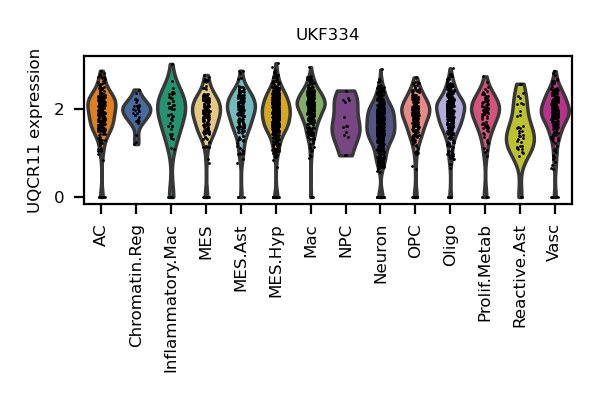 UKF334
UQCR11 expression
2
0
AC
Chromatin.Reg
Inflammatory.Mac
MES
MES.Ast
MES.Hyp
Mac
NPC
Neuron
OPC
Oligo
Prolif.Metab
Reactive.Ast
Vasc